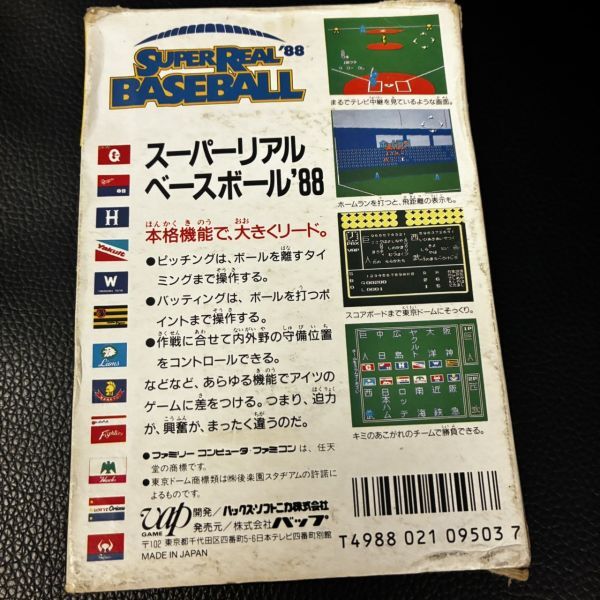 SUPER REAL '88
BASEBALL
まるでテレビ中継を見ているような画面。
ホームランを打つと、飛距離の表示も。
スコアボードまで東京ドームにそっくり。
キミのあこがれのチームで勝負できる。
スーパーリアル
ベースボール'88
本格機能で、大きくリード。
●ピッチングは、ボールを離すタイ
ミングまで操作する。
●バッティングは、ボールを打つポ
イントまで操作する。
●作戦に合せて内外野の守備位置
をコントロールできる。
などなど、あらゆる機能でアイツの
ゲームに差をつける。つまり、迫力
が、興奮が、まったく違うのだ。
●ファミリーコンピュータ・ファミコンは、任天
堂の商標です。
●東京ドーム商標類は㈱後楽園スタヂアムの許諾に
よるものです。
vap
GAME
開発/パックス・ソフトニカ株式会社
発売元/株式会社バップ
〒102 東京都千代田区四番町5-6日本テレビ四番町別館
MADE IN JAPAN
T4988 021 09503 7
G
H
Yakult
W
Lions
Fighters
Hawks
Orions